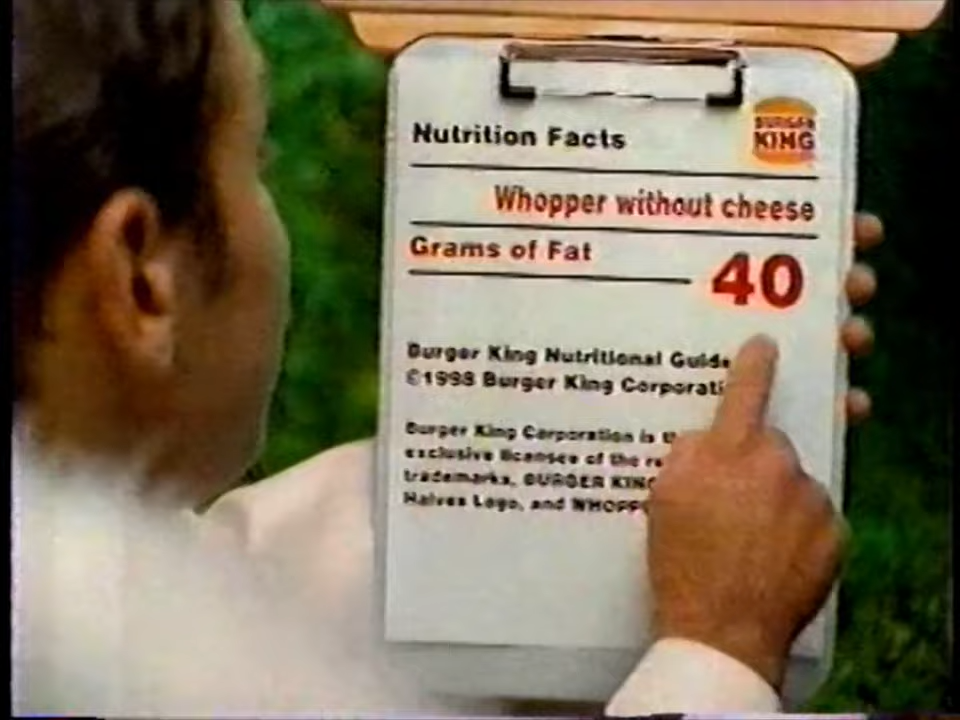 BURGER
KING
Nutrition Facts
Whopper without cheese
Grams of Fat
40
Burger King Nutritional Guide
©1998 Burger King Corporati
Burger King Corporation is t
exclusive licensee of the re
trademarks, BURGER KING
Halves Logo, and WHOPP